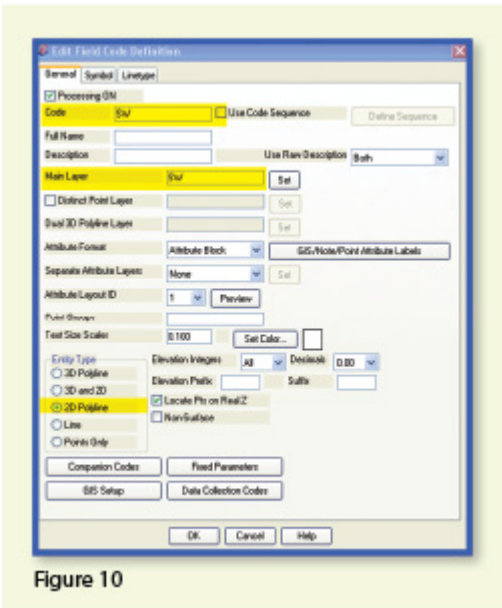 Edit Field Code Definition
General Symbol Linetype
Processing ON
Code SW Use Code Sequence Define Sequence
Full Name
Description Use Raw Description Both
Main Layer SW Set
Distinct Point Layer Set
Dual 3D Polyline Layer Set
Attribute Format Attribute Block GIS/Note/Point Attribute Labels
Separate Attribute Layers None Set
Attribute Layout ID 1 Preview
Point Groups
Text Size Scaler 0.100 Set Color...
Entity Type Elevation Integers All Decimals 0.00
3D Polyline Elevation Prefix Suffix
3D and 2D
2D Polyline Locate Pts on Real Z
Line Non-Surface
Points Only
Companion Codes Fixed Parameters
GIS Setup Data Collection Codes
OK Cancel Help
Figure 10